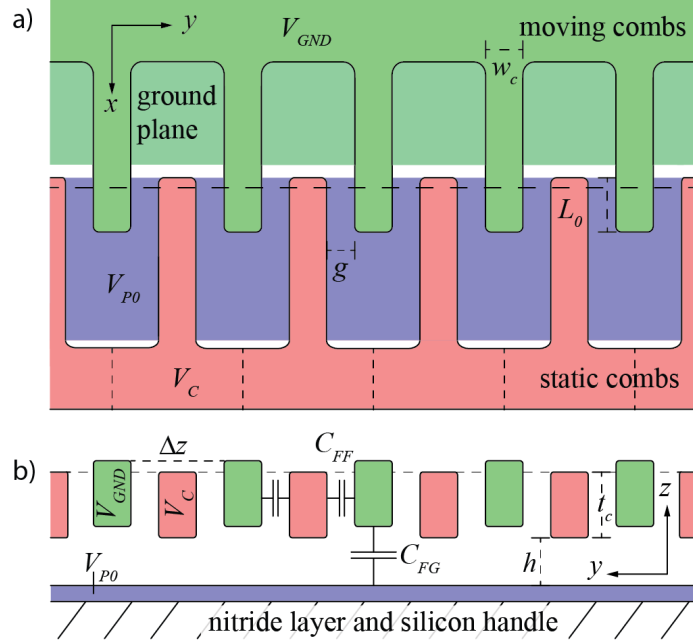 a)
y
V_GND
moving combs
w_c
x
ground
plane
L_0
g
V_P0
V_C
static combs
b)
Δz
C_FF
V_GND
V_C
t_c
z
V_P0
C_FG
h
y
nitride layer and silicon handle